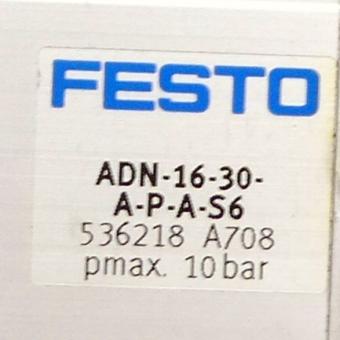 FESTO
ADN-16-30-
A-P-A-S6
536218 A708
pmax. 10 bar